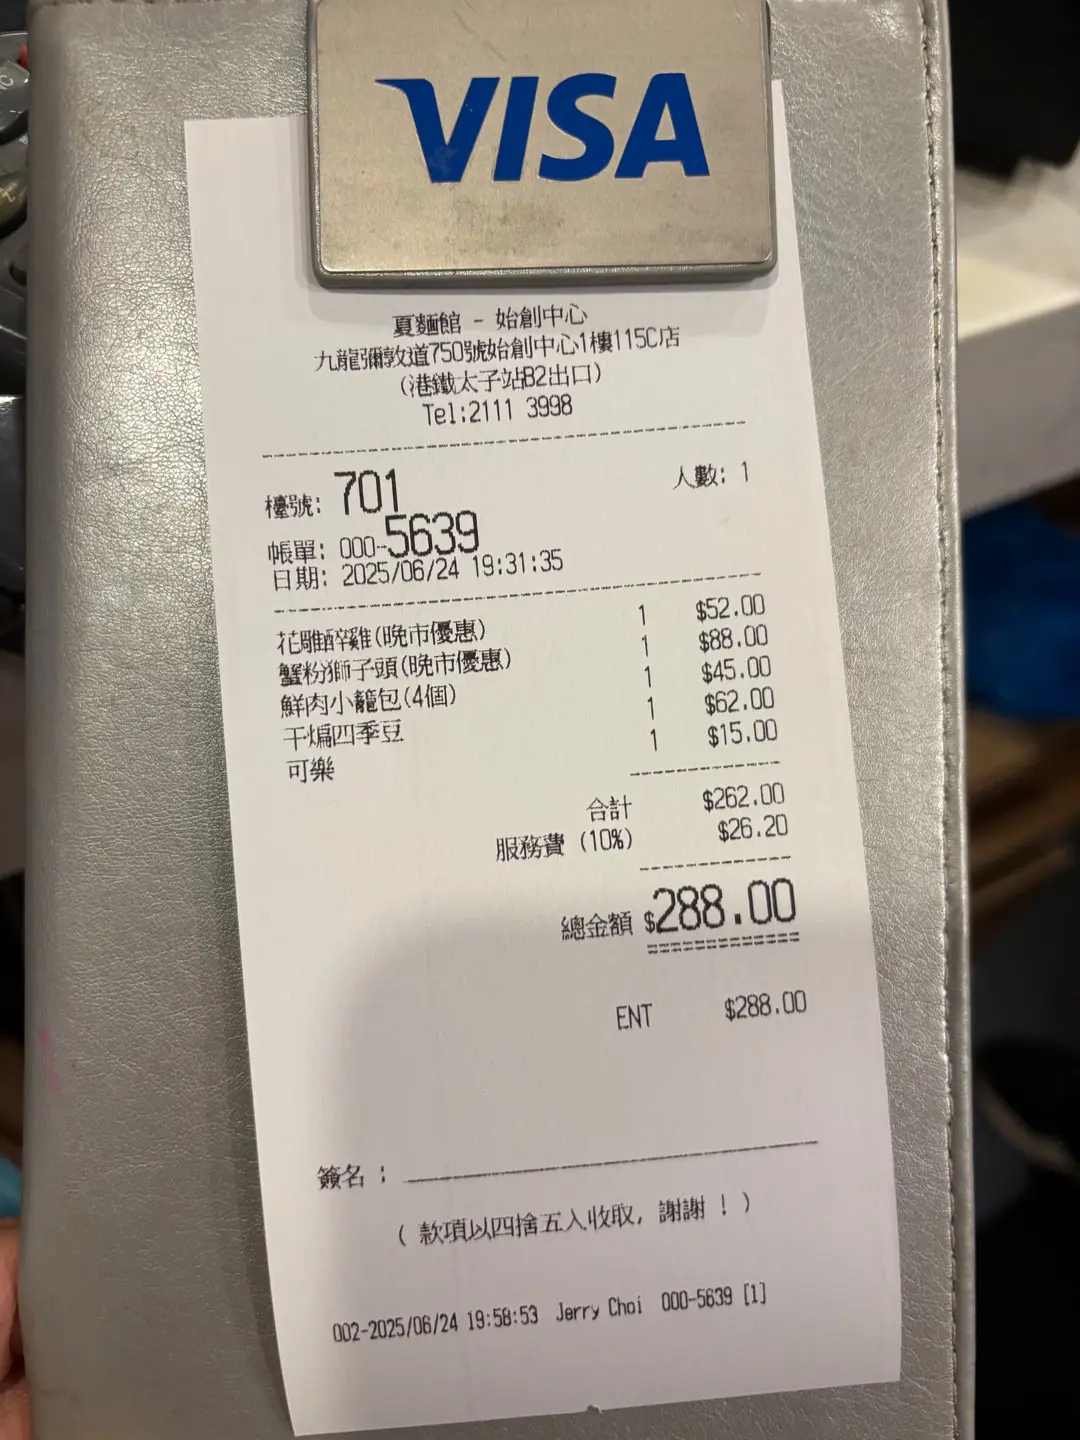 VISA
夏麵館 - 始創中心
九龍彌敦道750號始創中心1樓115C店
(港鐵太子站B2出口)
Tel:2111 3998
檯號: 701 人數: 1
帳單: 000-5639
日期: 2025/06/24 19:31:35
花雕醉雞(晚市優惠) 1 $52.00
蟹粉獅子頭(晚市優惠) 1 $88.00
鮮肉小籠包(4個) 1 $45.00
干煸四季豆 1 $62.00
可樂 1 $15.00
合計 $262.00
服務費 (10%) $26.20
總金額 $288.00
ENT $288.00
簽名 :
( 款項以四捨五入收取, 謝謝 ! )
002-2025/06/24 19:58:53 Jerry Choi 000-5639 [1]